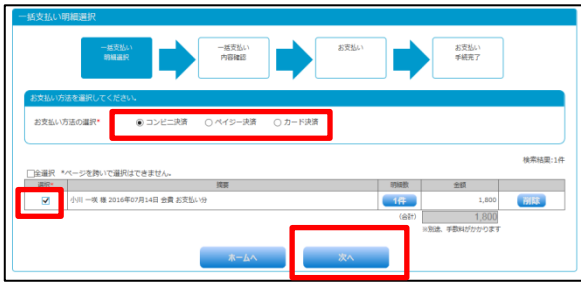 一括支払い明細選択
一括支払い
明細選択
一括支払い
内容確認
お支払い
お支払い
手続完了
お支払い方法を選択してください。
お支払い方法の選択* コンビニ決済 ペイジー決済 カード決済
検索結果:1件
全選択 *ページを跨いで選択はできません。
選択* 摘要 明細数 金額
小川 一咲 様 2016年07月14日 会費 お支払い分 1件 1,800 削除
(合計) 1,800
※別途、手数料がかかります
ホームへ 次へ